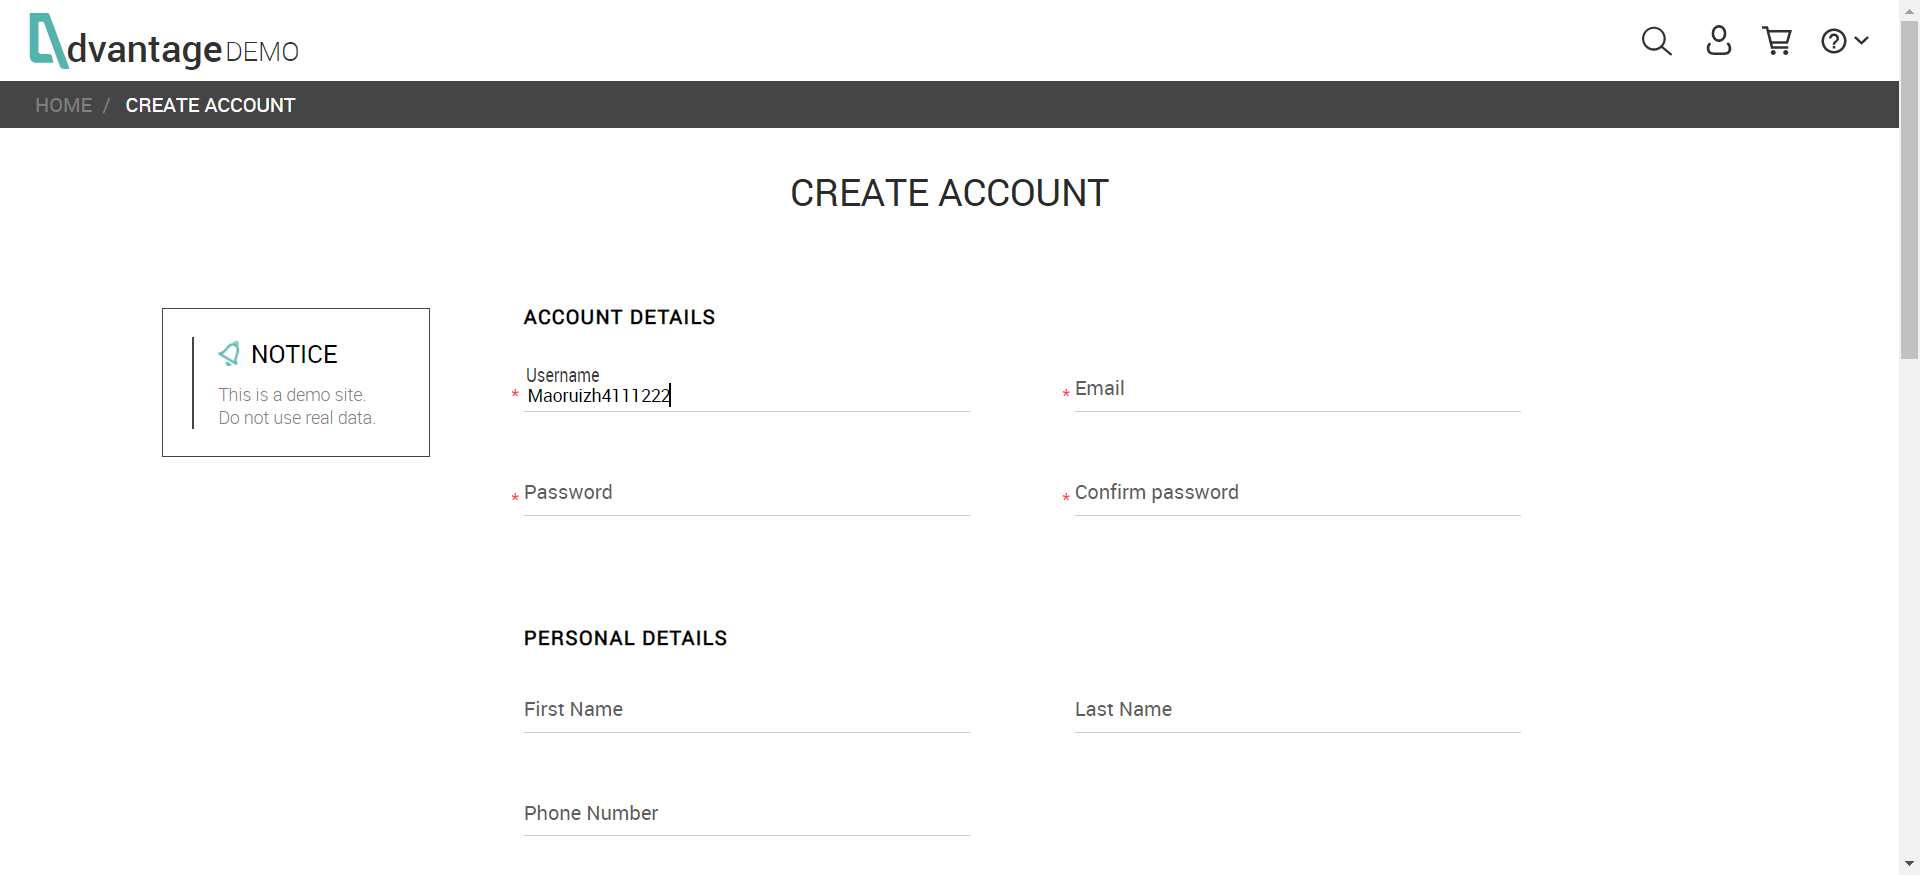 dvantage DEMO
HOME / CREATE ACCOUNT
CREATE ACCOUNT
NOTICE
This is a demo site.
Do not use real data.
ACCOUNT DETAILS
Username
* Maoruizh4111222
* Email
* Password
* Confirm password
PERSONAL DETAILS
First Name
Last Name
Phone Number